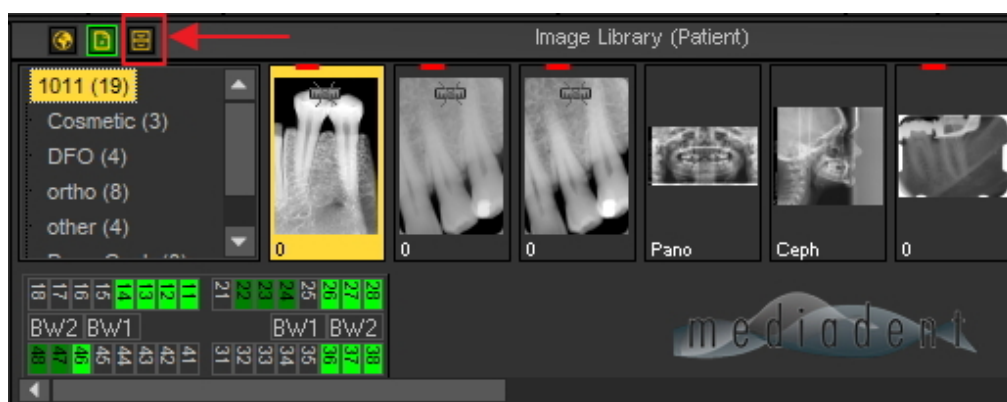 Image Library (Patient)
1011 (19)
Cosmetic (3)
DFO (4)
ortho (8)
other (4)
0
0
0
Pano
Ceph
0
18 17 16 15 14 13 12 11 21 22 23 24 25 26 27 28
BW2 BW1 BW1 BW2
48 47 46 45 44 43 42 41 31 32 33 34 35 36 37 38
mediadent